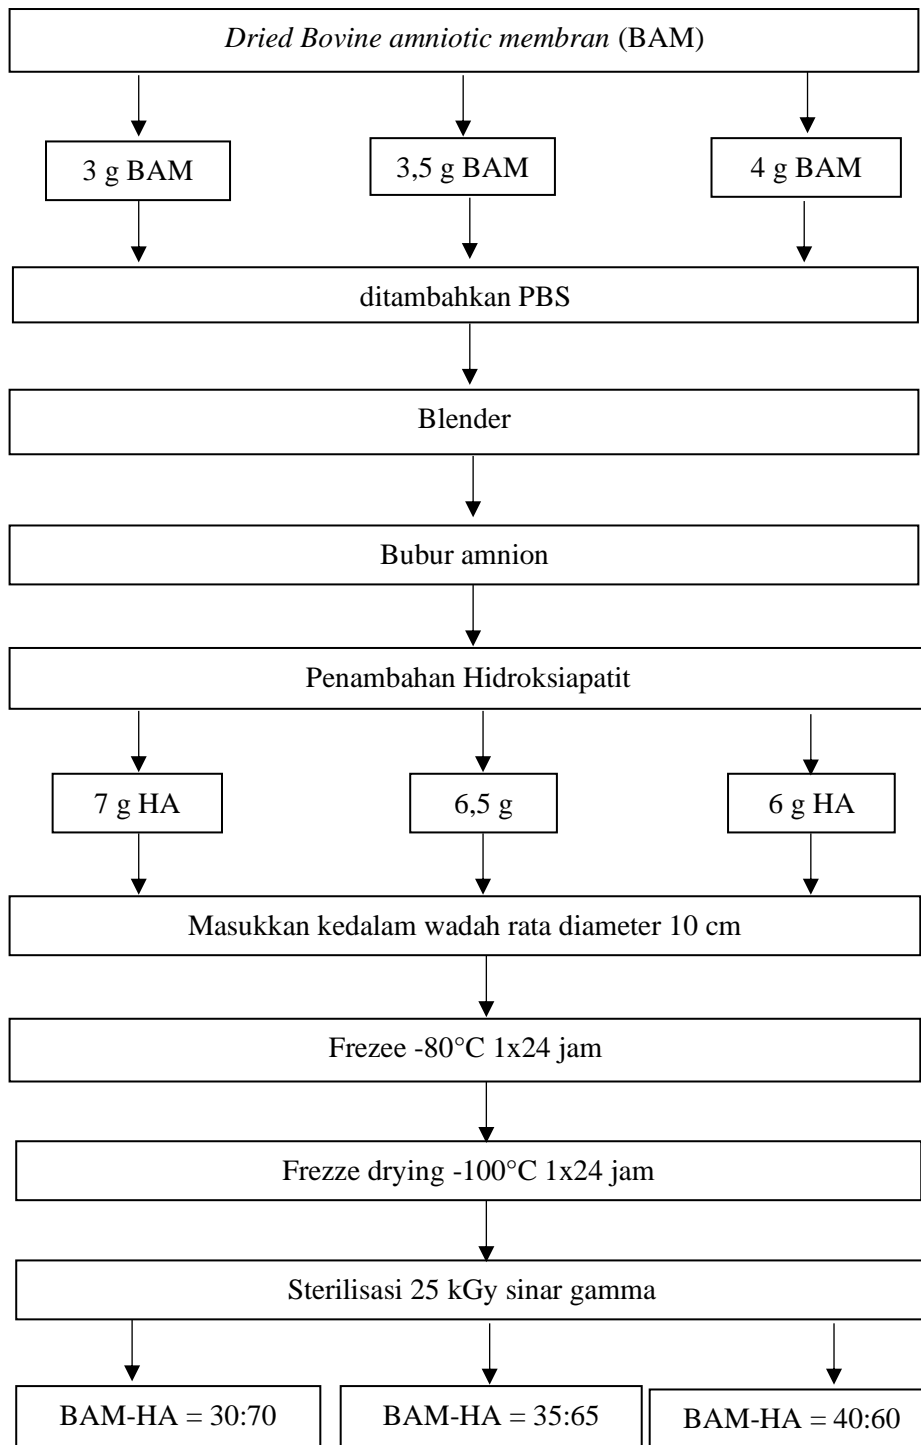 Dried Bovine amniotic membran (BAM)
3 g BAM
3,5 g BAM
4 g BAM
ditambahkan PBS
Blender
Bubur amnion
Penambahan Hidroksiapatit
7 g HA
6,5 g
6 g HA
Masukkan kedalam wadah rata diameter 10 cm
Frezee -80°C 1x24 jam
Frezze drying -100°C 1x24 jam
Sterilisasi 25 kGy sinar gamma
BAM-HA = 30:70
BAM-HA = 35:65
BAM-HA = 40:60